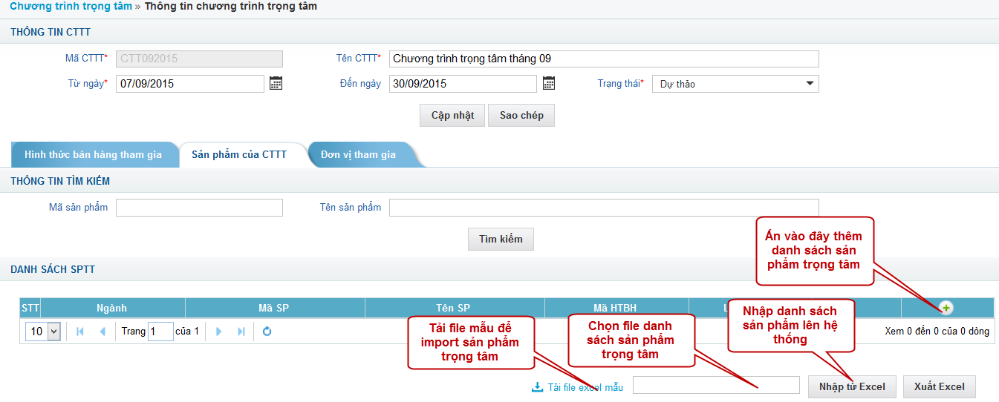 Chương trình trọng tâm » Thông tin chương trình trọng tâm
THÔNG TIN CTTT
Mã CTTT* CTT092015 Tên CTTT* Chương trình trọng tâm tháng 09
Từ ngày* 07/09/2015 Đến ngày 30/09/2015 Trạng thái* Dự thảo
Cập nhật Sao chép
Hình thức bán hàng tham gia Sản phẩm của CTTT Đơn vị tham gia
THÔNG TIN TÌM KIẾM
Mã sản phẩm Tên sản phẩm
Tìm kiếm
Án vào đây thêm
danh sách sản
phẩm trọng tâm
DANH SÁCH SPTT
STT Ngành Mã SP Tên SP Mã HTBH
Nhập danh sách
sản phẩm lên hệ
thống
Tải file mẫu để
import sản phẩm
trọng tâm
Chọn file danh
sách sản phẩm
trọng tâm
10 Trang 1 của 1 Xem 0 đến 0 của 0 dòng
Tải file excel mẫu Nhập từ Excel Xuất Excel